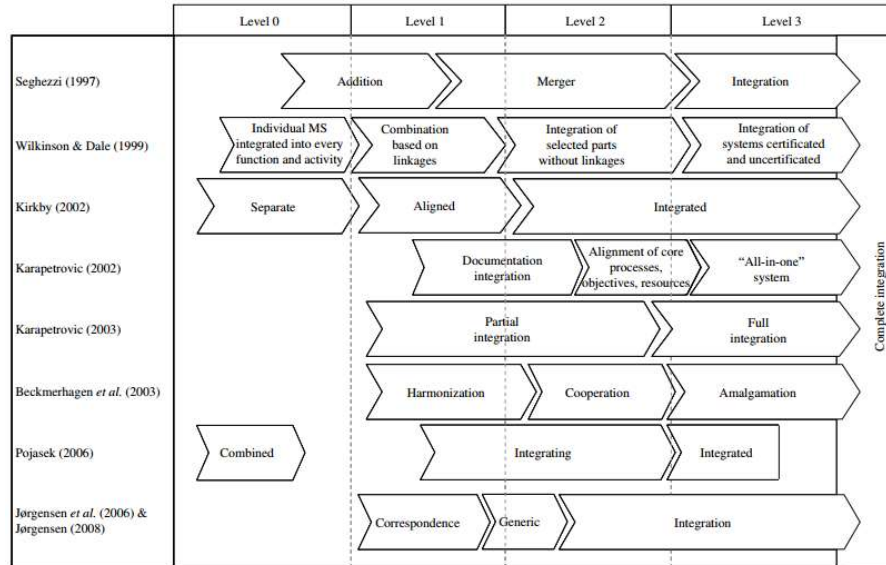 Level 0
Level 1
Level 2
Level 3
Seghezzi (1997)
Addition
Merger
Integration
Wilkinson & Dale (1999)
Individual MS
integrated into every
function and activity
Combination
based on
linkages
Integration of
selected parts
without linkages
Integration of
systems certificated
and uncertificated
Kirkby (2002)
Separate
Aligned
Integrated
Karapetrovic (2002)
Documentation
integration
Alignment of core
processes,
objectives, resources
“All-in-one”
system
Karapetrovic (2003)
Partial
integration
Full
integration
Beckmerhagen et al. (2003)
Harmonization
Cooperation
Amalgamation
Pojasek (2006)
Combined
Integrating
Integrated
Jørgensen et al. (2006) &
Jørgensen (2008)
Correspondence
Generic
Integration
Complete integration